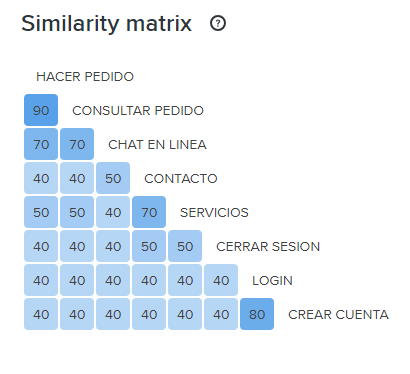 Similarity matrix ?
HACER PEDIDO
90 CONSULTAR PEDIDO
70 70 CHAT EN LINEA
40 40 50 CONTACTO
50 50 40 70 SERVICIOS
40 40 40 50 50 CERRAR SESION
40 40 40 40 40 40 LOGIN
40 40 40 40 40 40 80 CREAR CUENTA